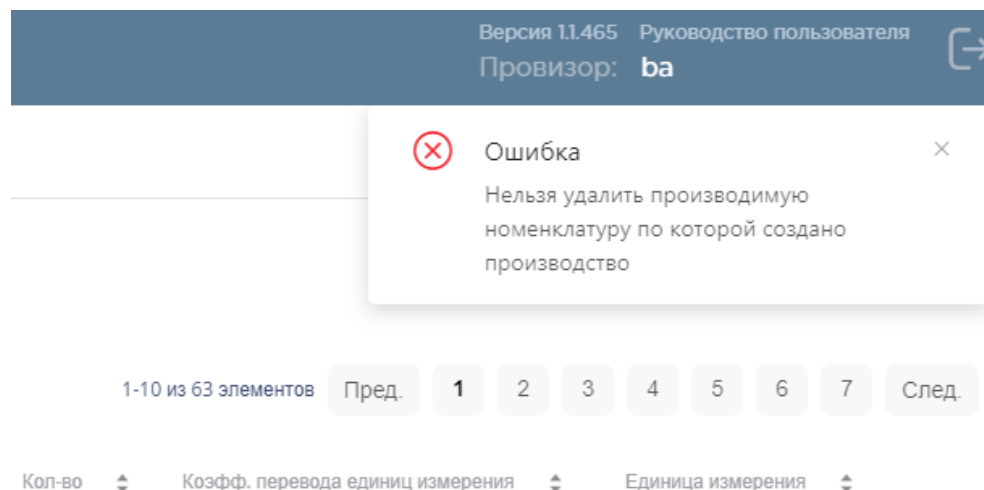 Версия 1.1.465 Руководство пользователя
Провизор: ba
Ошибка
Нельзя удалить производимую
номенклатуру по которой создано
производство
1-10 из 63 элементов Пред. 1 2 3 4 5 6 7 След.
Кол-во Коэфф. перевода единиц измерения Единица измерения